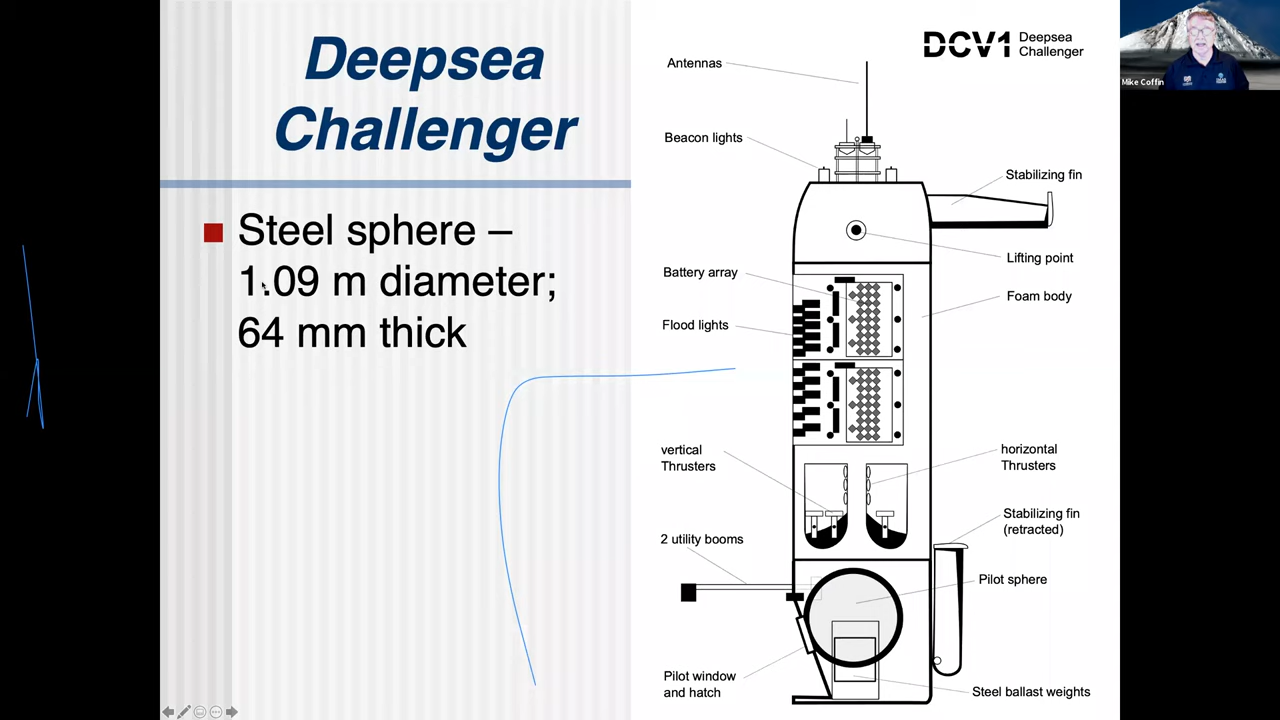 Deepsea
Challenger
Steel sphere –
1.09 m diameter;
64 mm thick
DCV1 Deepsea
Challenger
Antennas
Beacon lights
Stabilizing fin
Lifting point
Battery array
Foam body
Flood lights
vertical
Thrusters
horizontal
Thrusters
Stabilizing fin
(retracted)
2 utility booms
Pilot sphere
Pilot window
and hatch
Steel ballast weights
Mike Coffin